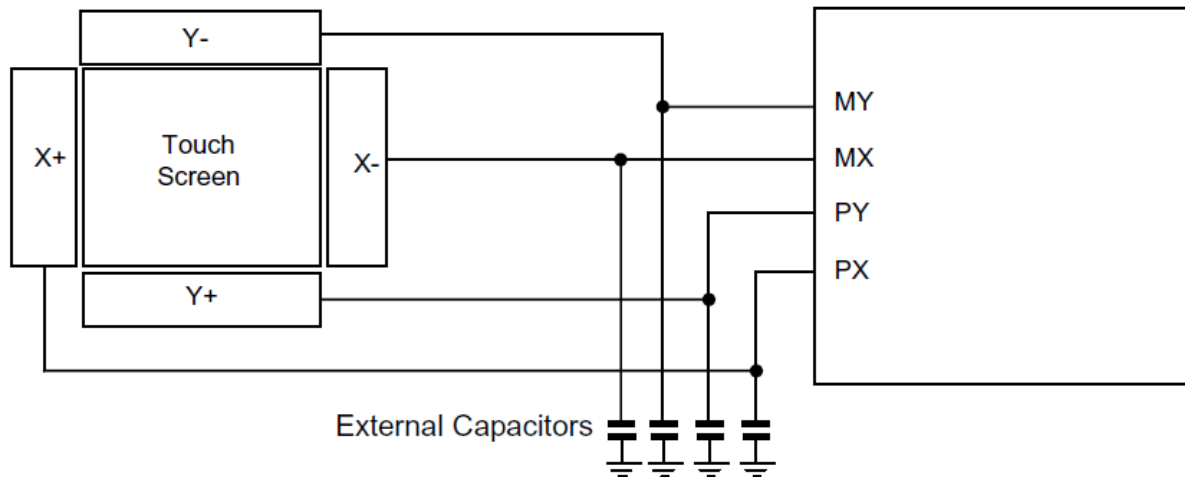 Y-
X+
Touch
Screen
X-
Y+
MY
MX
PY
PX
External Capacitors